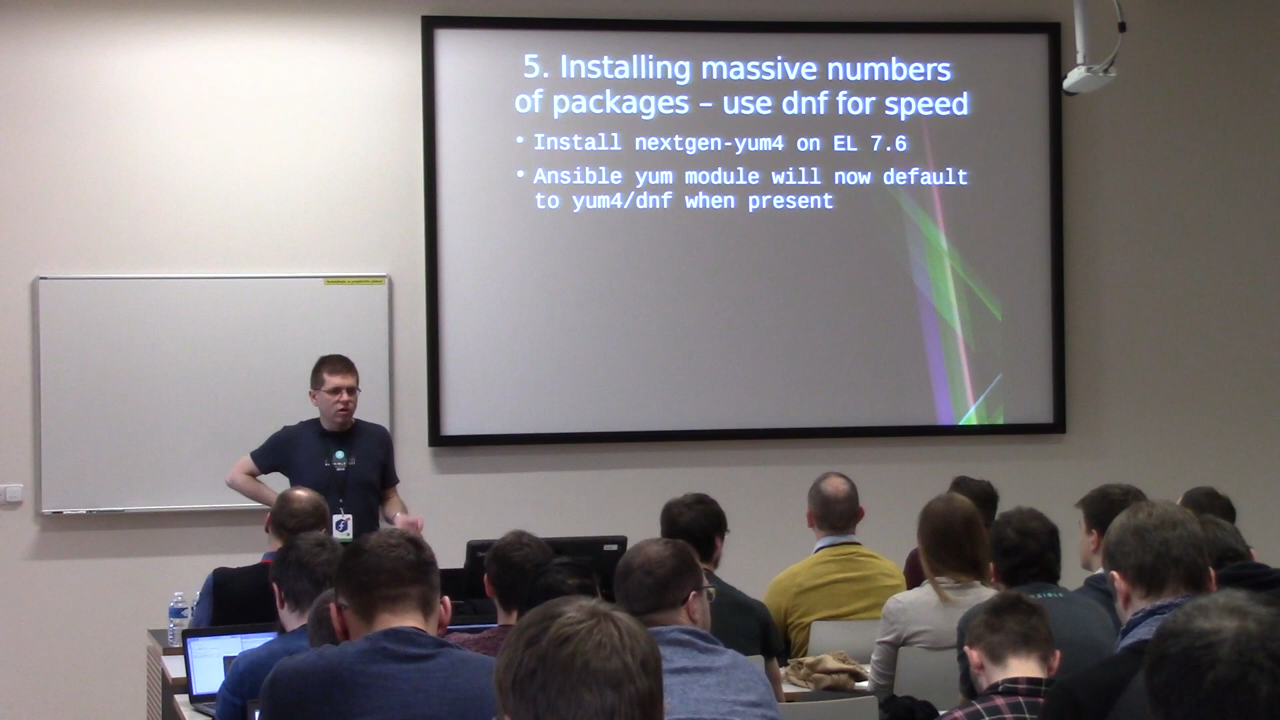 5. Installing massive numbers
of packages – use dnf for speed
• Install nextgen-yum4 on EL 7.6
• Ansible yum module will now default
to yum4/dnf when present